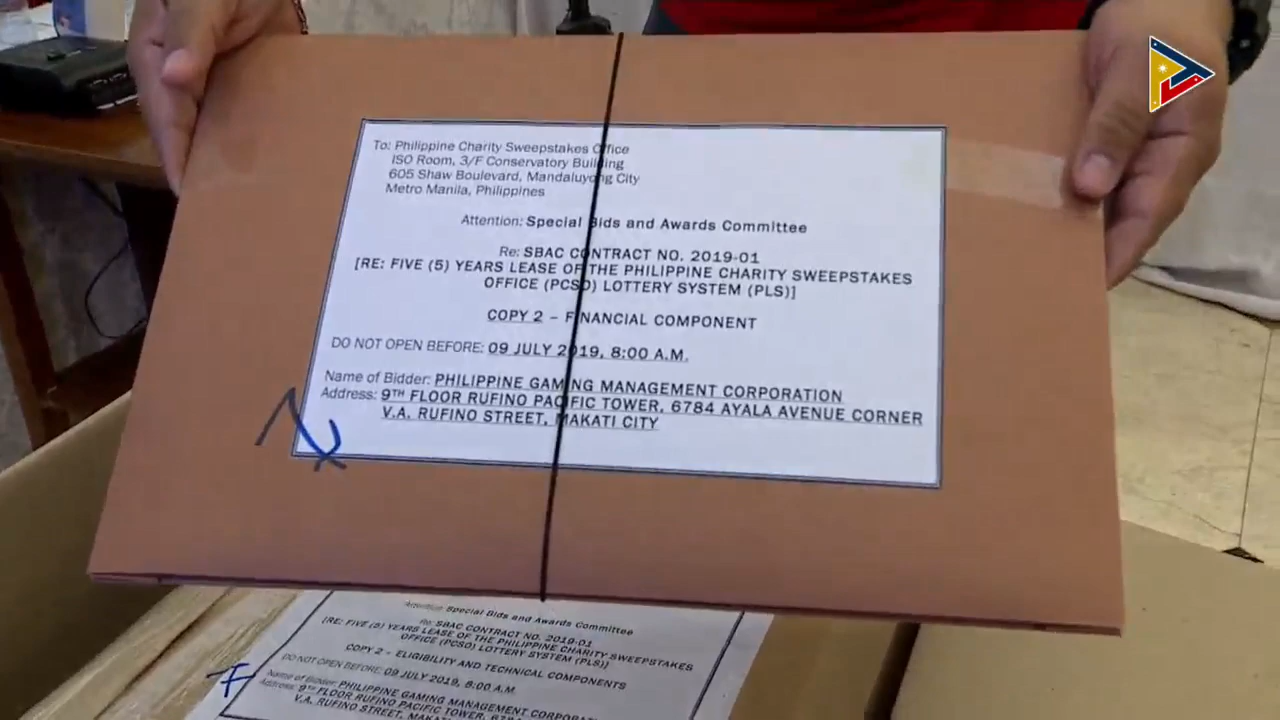 To: Philippine Charity Sweepstakes Office
ISO Room, 3/F Conservatory Building
605 Shaw Boulevard, Mandaluyong City
Metro Manila, Philippines
Attention: Special Bids and Awards Committee
Re: SBAC CONTRACT NO. 2019-01
[RE: FIVE (5) YEARS LEASE OF THE PHILIPPINE CHARITY SWEEPSTAKES
OFFICE (PCSO) LOTTERY SYSTEM (PLS)]
COPY 2 – FINANCIAL COMPONENT
DO NOT OPEN BEFORE: 09 JULY 2019, 8:00 A.M.
Name of Bidder: PHILIPPINE GAMING MANAGEMENT CORPORATION
Address: 9TH FLOOR RUFINO PACIFIC TOWER, 6784 AYALA AVENUE CORNER
V.A. RUFINO STREET, MAKATI CITY
Attention: Special Bids and Awards Committee
Re: SBAC CONTRACT NO. 2019-01
[RE: FIVE (5) YEARS LEASE OF THE PHILIPPINE CHARITY SWEEPSTAKES
OFFICE (PCSO) LOTTERY SYSTEM (PLS)]
COPY 2 – ELIGIBILITY AND TECHNICAL COMPONENTS
DO NOT OPEN BEFORE: 09 JULY 2019, 8:00 A.M.
Name of Bidder: PHILIPPINE GAMING MANAGEMENT
Address: 9TH FLOOR RUFINO PACIFIC TOWER,
V.A. RUFINO STREET,